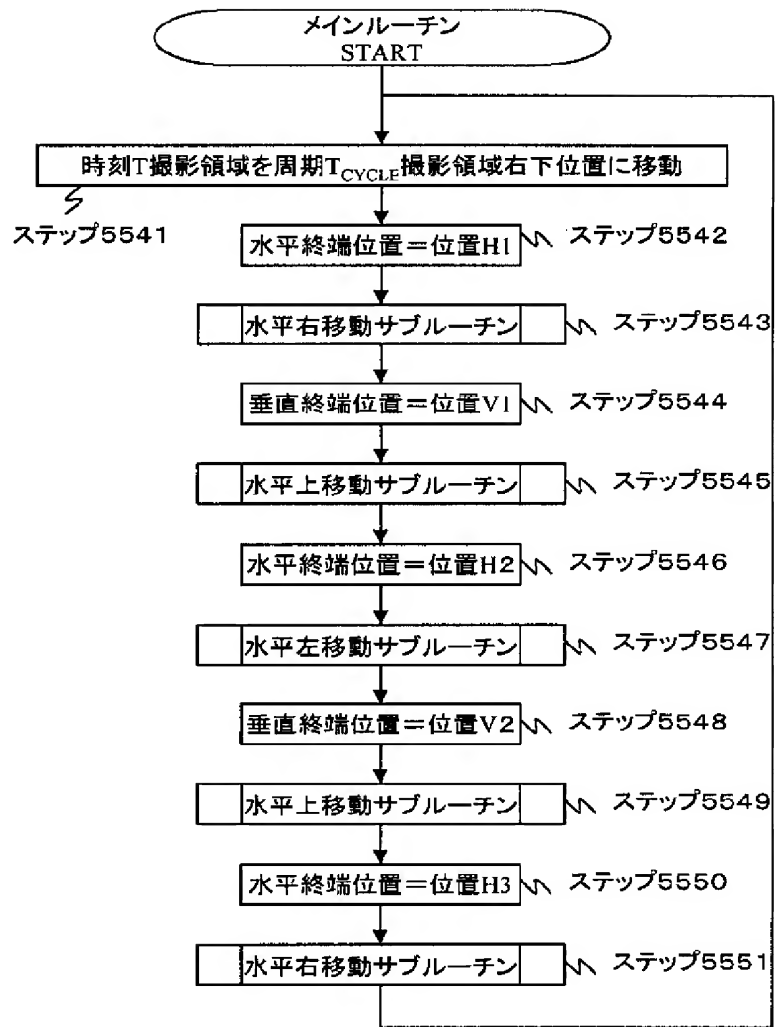 メインルーチン
START
時刻T撮影領域を周期TCYCLE撮影領域右下位置に移動
ステップ5541
水平終端位置＝位置H1
ステップ5542
水平右移動サブルーチン
ステップ5543
垂直終端位置＝位置V1
ステップ5544
水平上移動サブルーチン
ステップ5545
水平終端位置＝位置H2
ステップ5546
水平左移動サブルーチン
ステップ5547
垂直終端位置＝位置V2
ステップ5548
水平上移動サブルーチン
ステップ5549
水平終端位置＝位置H3
ステップ5550
水平右移動サブルーチン
ステップ5551